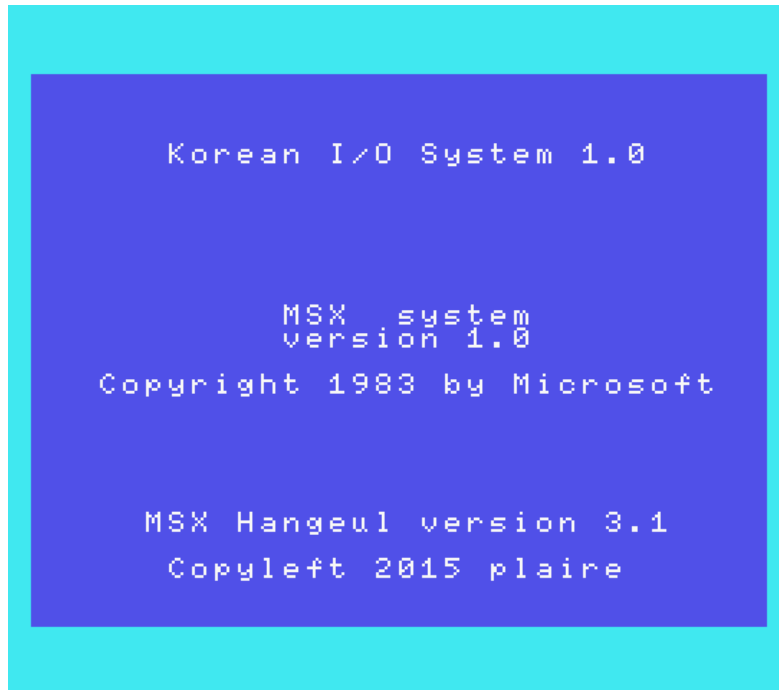 Korean I/O System 1.0
MSX  system
version 1.0
Copyright 1983 by Microsoft
MSX Hangeul version 3.1
Copyleft 2015 plaire